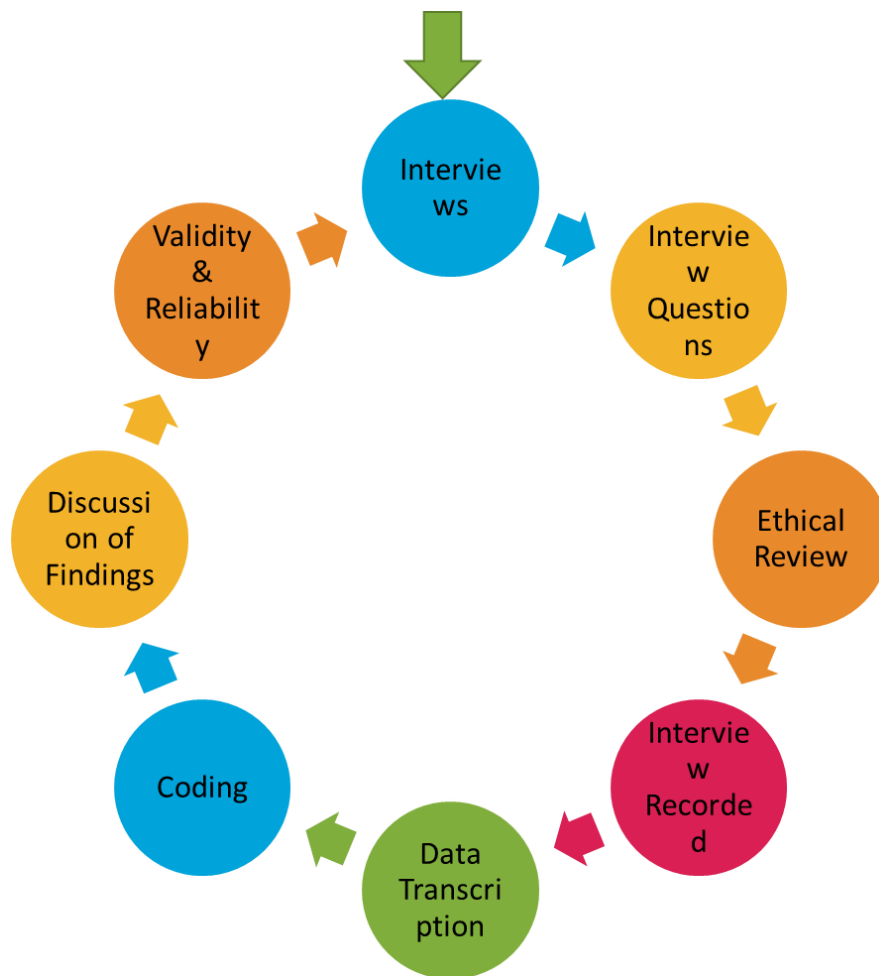 Intervie
ws
Intervie
w
Questio
ns
Ethical
Review
Intervie
w
Recorde
d
Data
Transcri
ption
Coding
Discussi
on of
Findings
Validity
&
Reliabilit
y